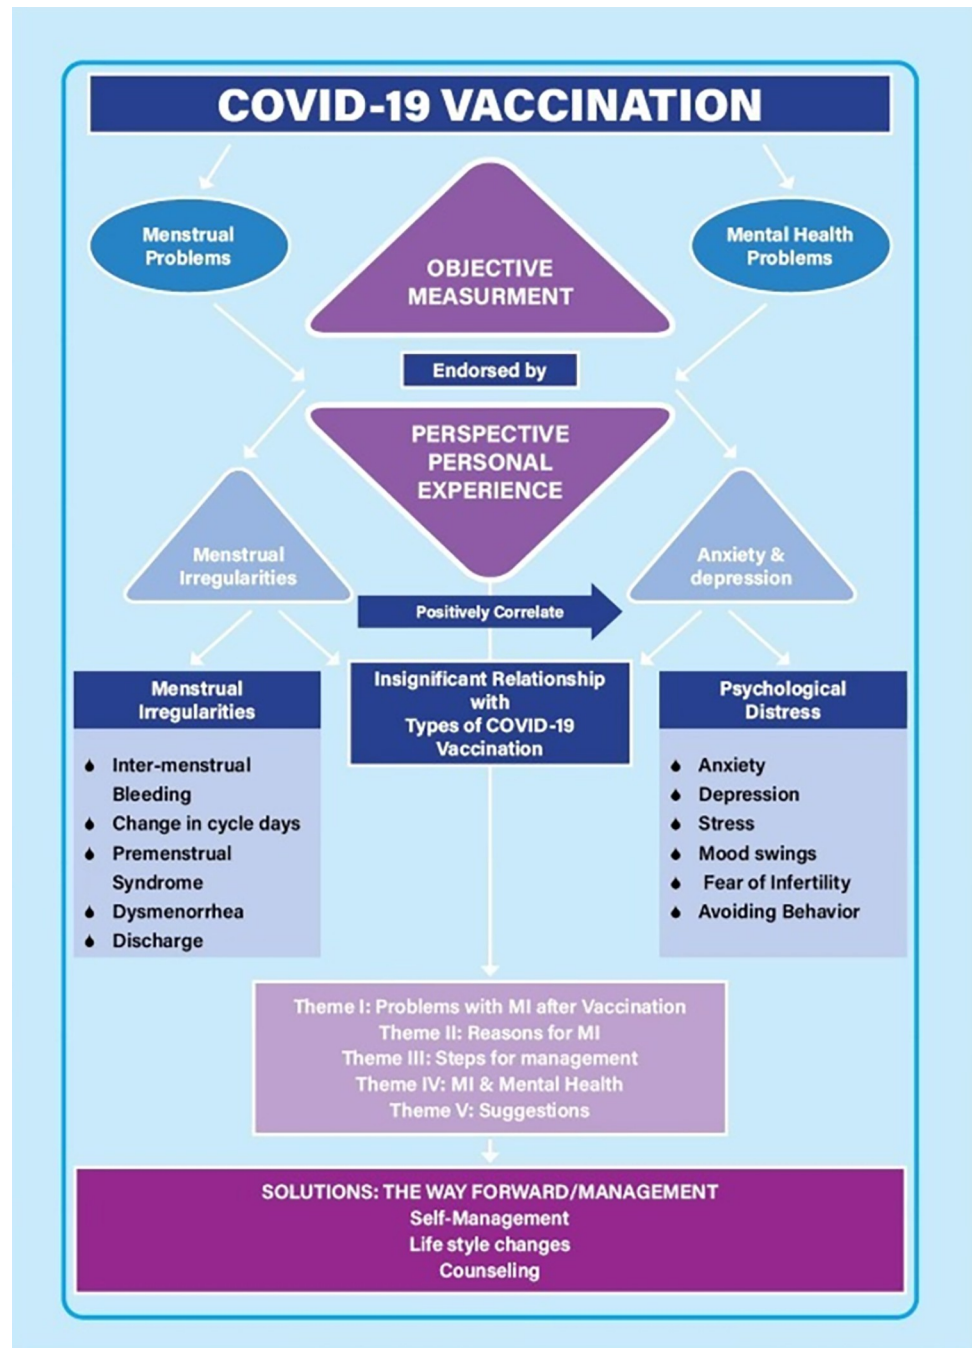 COVID-19 VACCINATION
Menstrual
Problems
Mental Health
Problems
OBJECTIVE
MEASURMENT
Endorsed by
PERSPECTIVE
PERSONAL
EXPERIENCE
Menstrual
Irregularities
Anxiety &
depression
Positively Correlate
Menstrual
Irregularities
Inter-menstrual
Bleeding
Change in cycle days
Premenstrual
Syndrome
Dysmenorrhea
Discharge
Insignificant Relationship
with
Types of COVID-19
Vaccination
Psychological
Distress
Anxiety
Depression
Stress
Mood swings
Fear of Infertility
Avoiding Behavior
Theme I: Problems with MI after Vaccination
Theme II: Reasons for MI
Theme III: Steps for management
Theme IV: MI & Mental Health
Theme V: Suggestions
SOLUTIONS: THE WAY FORWARD/MANAGEMENT
Self-Management
Life style changes
Counseling